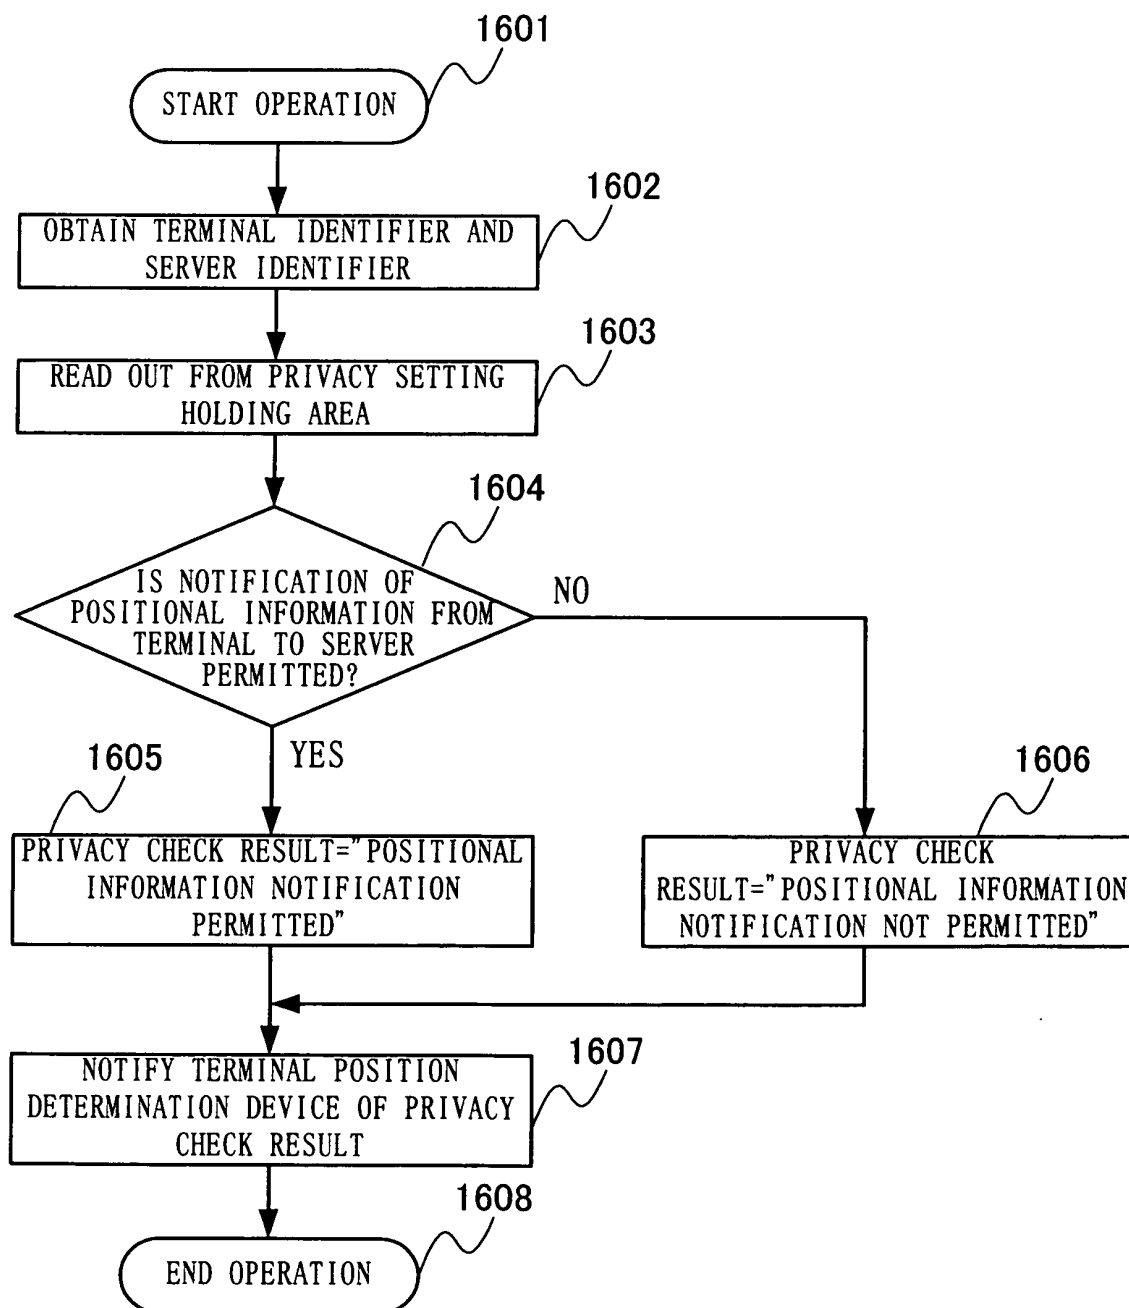 1601
START OPERATION
1602
OBTAIN TERMINAL IDENTIFIER AND
SERVER IDENTIFIER
1603
READ OUT FROM PRIVACY SETTING
HOLDING AREA
1604
IS NOTIFICATION OF
POSITIONAL INFORMATION FROM
TERMINAL TO SERVER
PERMITTED?
NO
YES
1605
PRIVACY CHECK RESULT="POSITIONAL
INFORMATION NOTIFICATION
PERMITTED"
1606
PRIVACY CHECK
RESULT="POSITIONAL INFORMATION
NOTIFICATION NOT PERMITTED"
1607
NOTIFY TERMINAL POSITION
DETERMINATION DEVICE OF PRIVACY
CHECK RESULT
1608
END OPERATION